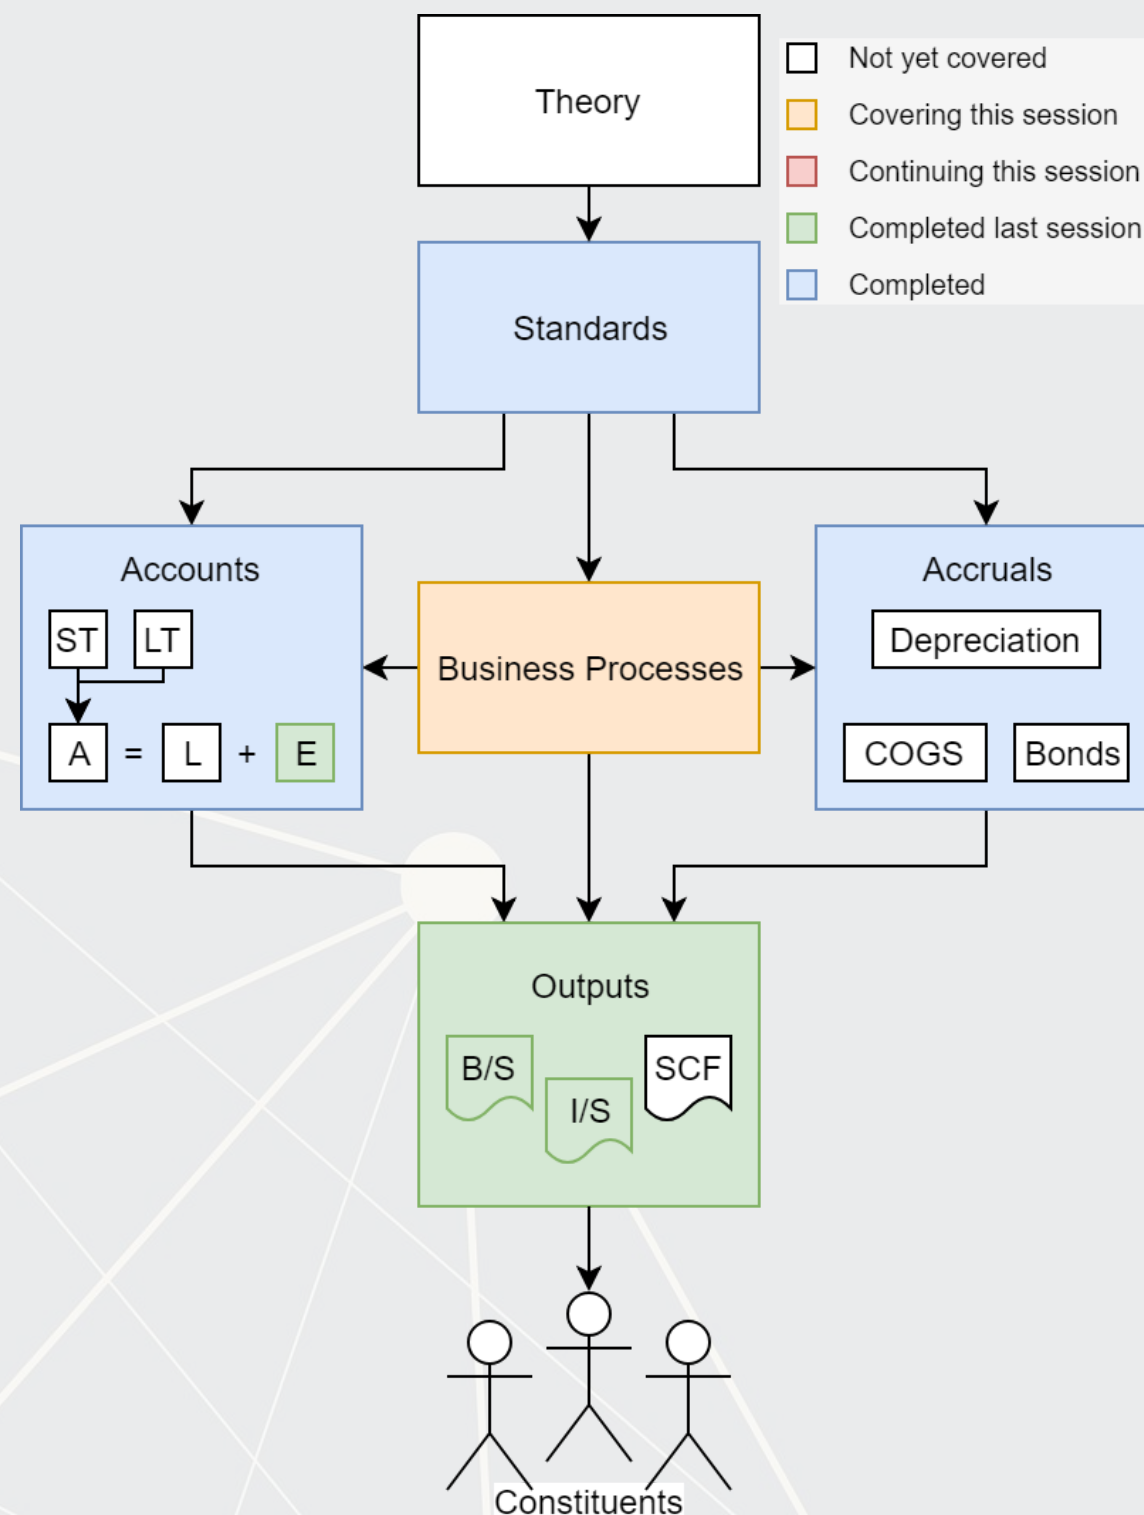 Theory
Not yet covered
Covering this session
Continuing this session
Completed last session
Completed
Standards
Accounts
ST LT
A = L + E
Business Processes
Accruals
Depreciation
COGS Bonds
Outputs
B/S
I/S
SCF
Constituents